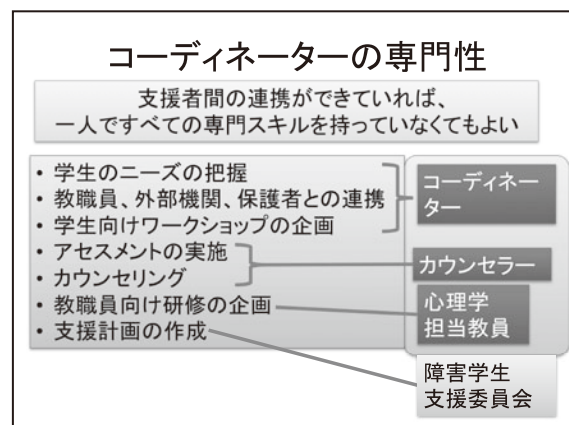 コーディネーターの専門性
支援者間の連携ができていれば、
一人ですべての専門スキルを持っていなくてもよい
• 学生のニーズの把握
• 教職員、外部機関、保護者との連携
• 学生向けワークショップの企画
• アセスメントの実施
• カウンセリング
• 教職員向け研修の企画
• 支援計画の作成
コーディネー
ター
カウンセラー
心理学
担当教員
障害学生
支援委員会